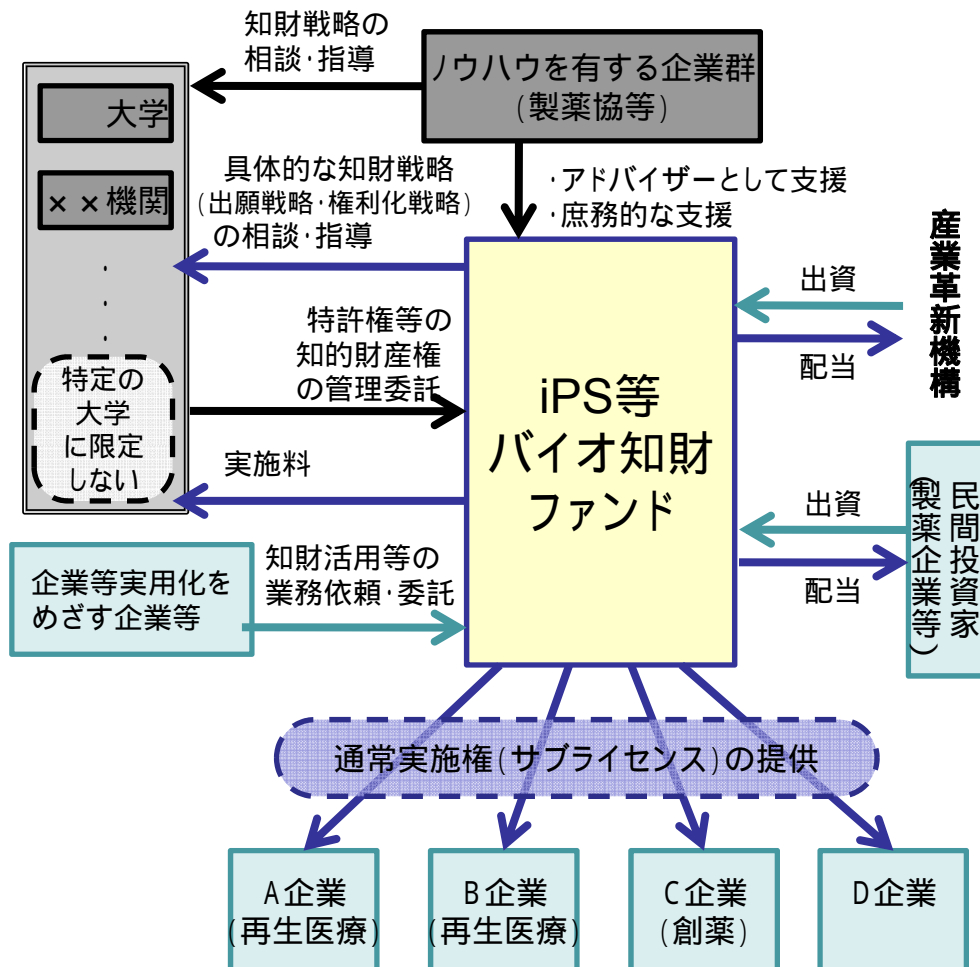 知財戦略の
相談・指導
ノウハウを有する企業群
(製薬協等)
大学
××機関
・
・
・
特定の
大学
に限定
しない
具体的な知財戦略
(出願戦略・権利化戦略)
の相談・指導
・アドバイザーとして支援
・庶務的な支援
特許権等の
知的財産権
の管理委託
実施料
iPS等
バイオ知財
ファンド
出資
配当
産業革新機構
出資
配当
民間投資家
(製薬企業等)
企業等実用化を
めざす企業等
知財活用等の
業務依頼・委託
通常実施権(サブライセンス)の提供
A企業
(再生医療)
B企業
(再生医療)
C企業
(創薬)
D企業